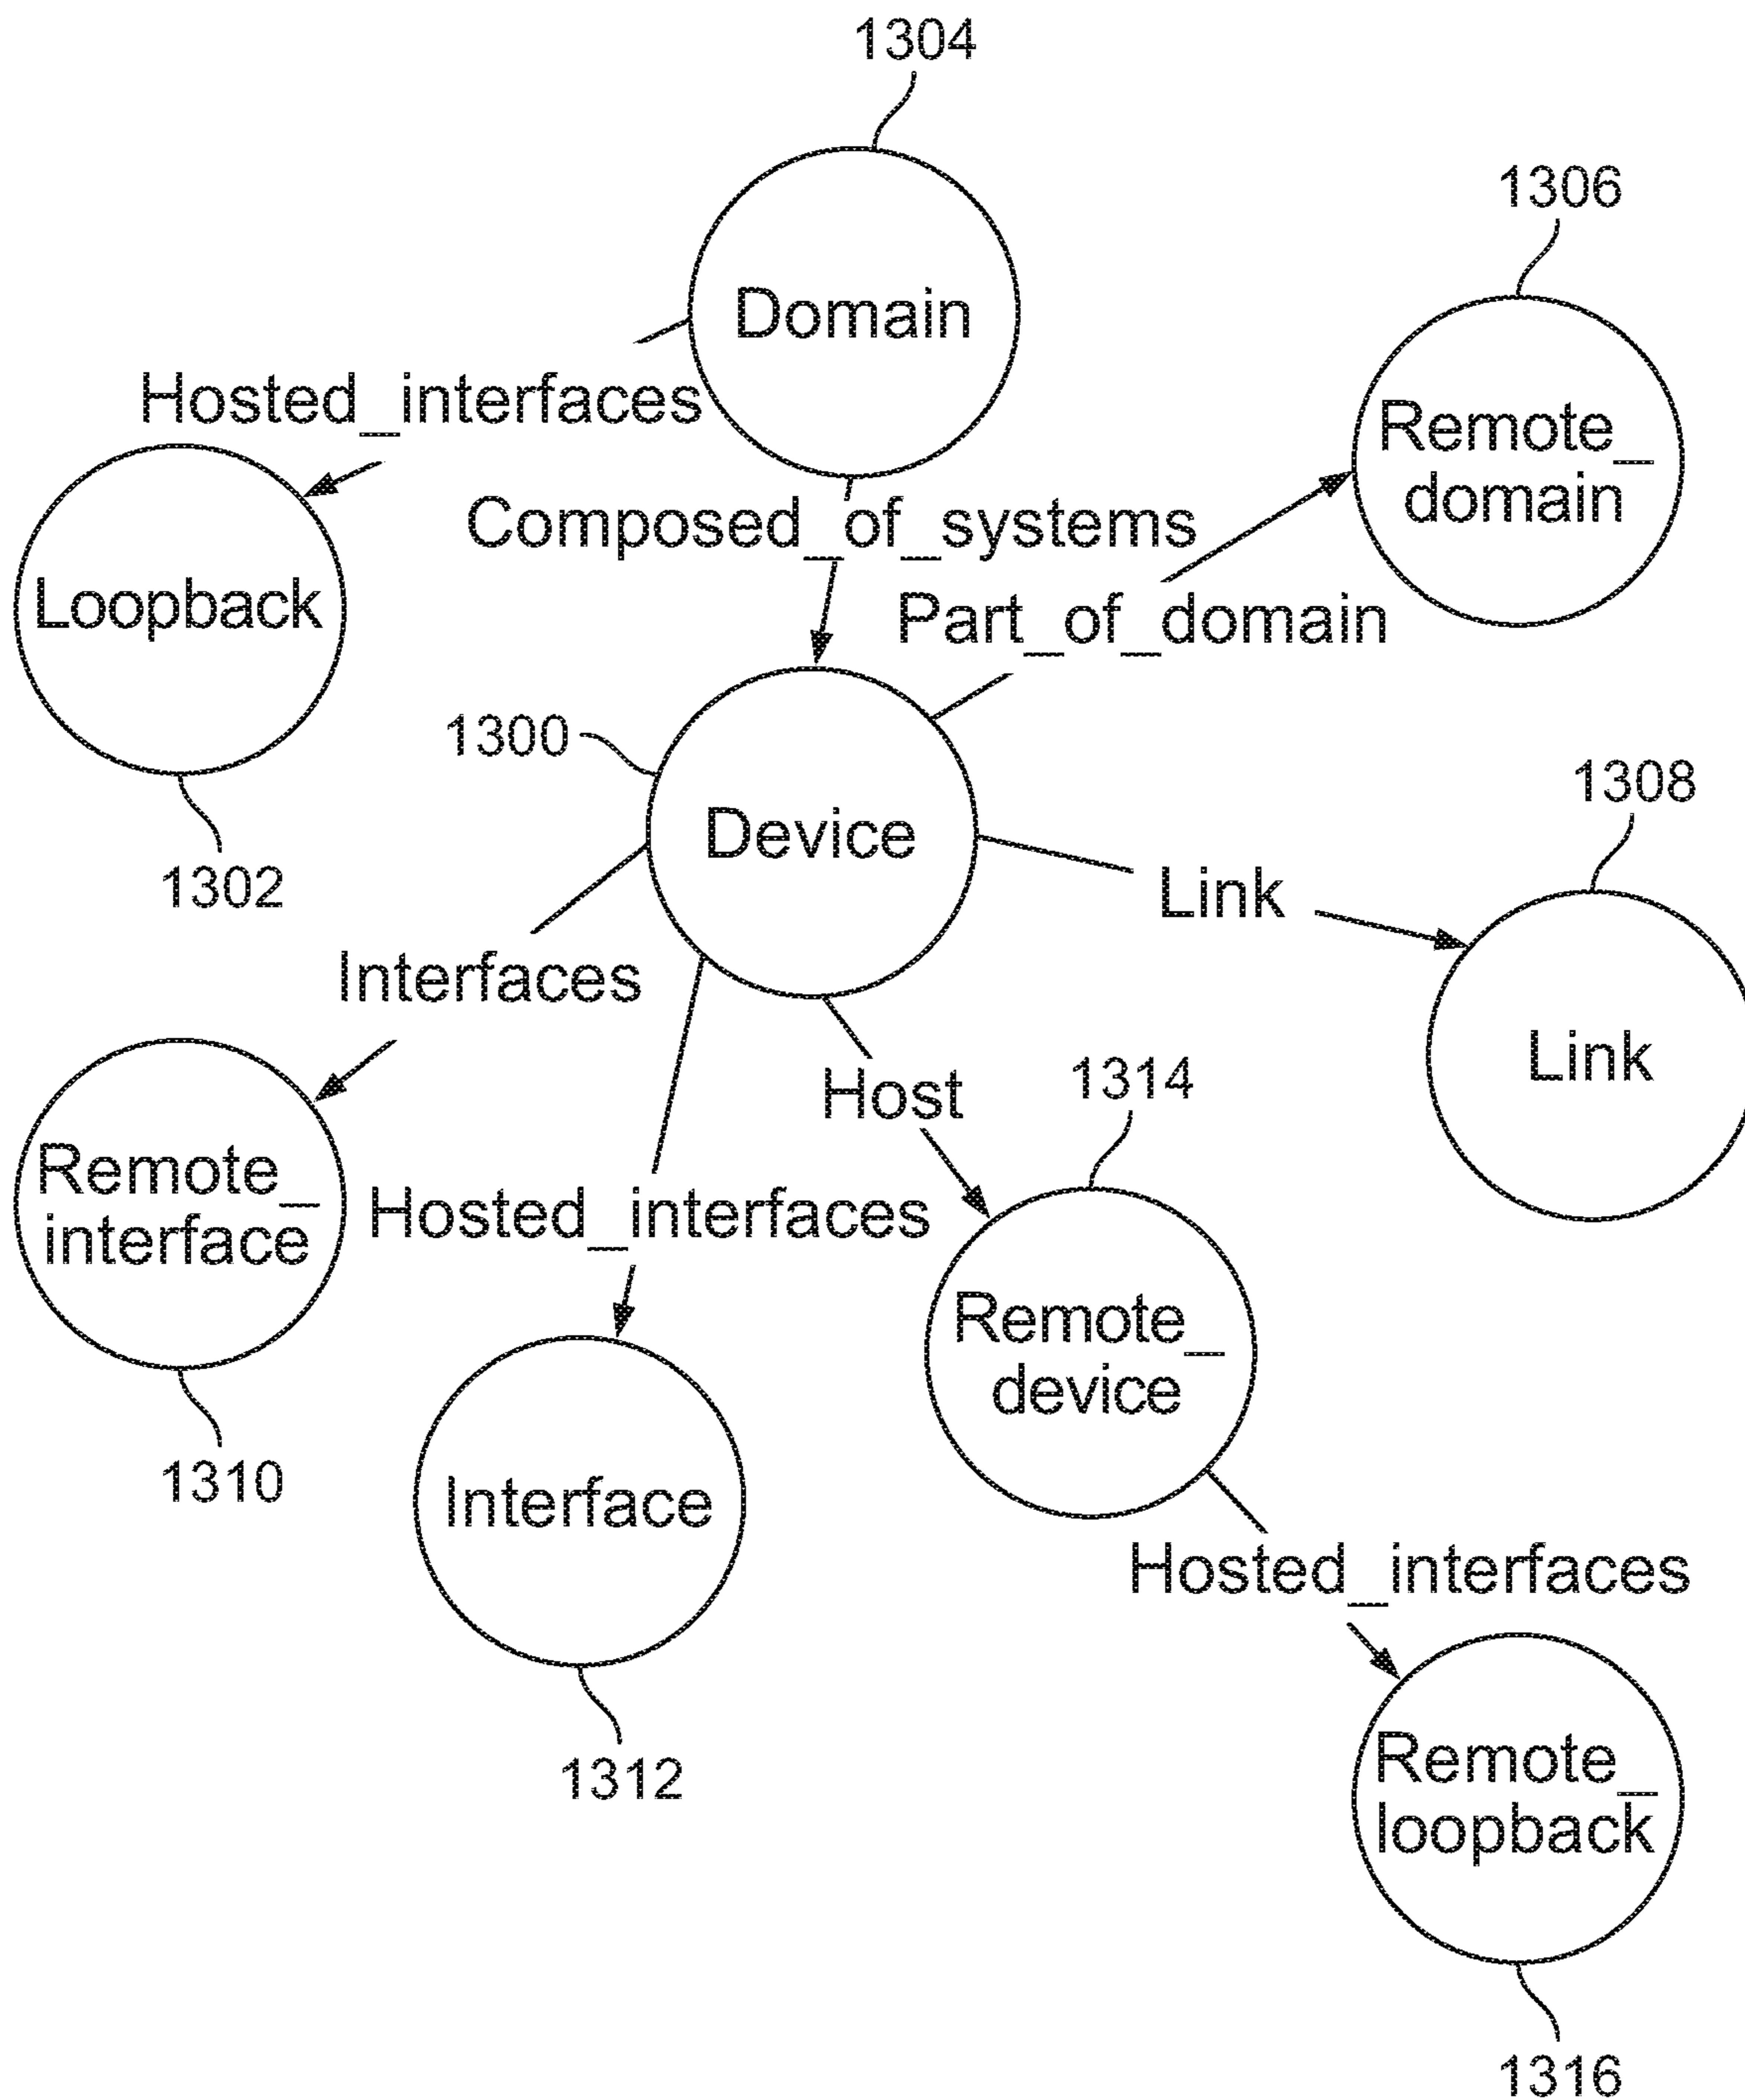 1304
1306
Domain
Hosted_interfaces
Remote_
domain
Composed_of_systems
Loopback
Part_of_domain
1300
1308
Device
1302
Link
Interfaces
Link
Host
1314
Remote_
interface
Hosted_interfaces
Remote_
device
1310
Interface
Hosted_interfaces
1312
Remote_
loopback
1316